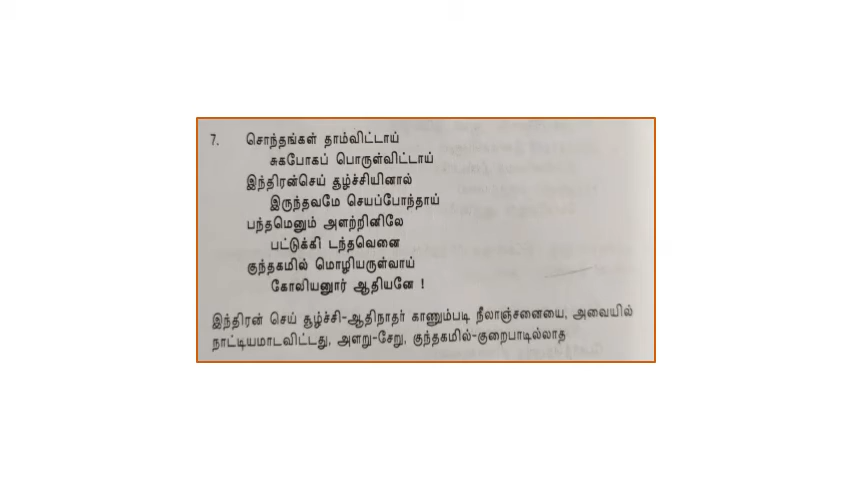 7. சொந்தங்கள் தாம்விட்டாய்
சுகபோகப் பொருள்விட்டாய்
இந்திரன்செய் சூழ்ச்சியினால்
இருந்தவமே செயப்போந்தாய்
பந்தமெனும் அளற்றினிலே
பட்டுக்கி டந்தவெனை
குந்தகமில் மொழியருள்வாய்
கோலியனூர் ஆதியனே !
இந்திரன் செய் சூழ்ச்சி-ஆதிநாதர் காணும்படி நீலாஞ்சனையை, அவையில்
நாட்டியமாடவிட்டது, அளறு-சேறு, குந்தகமில்-குறைபாடில்லாத